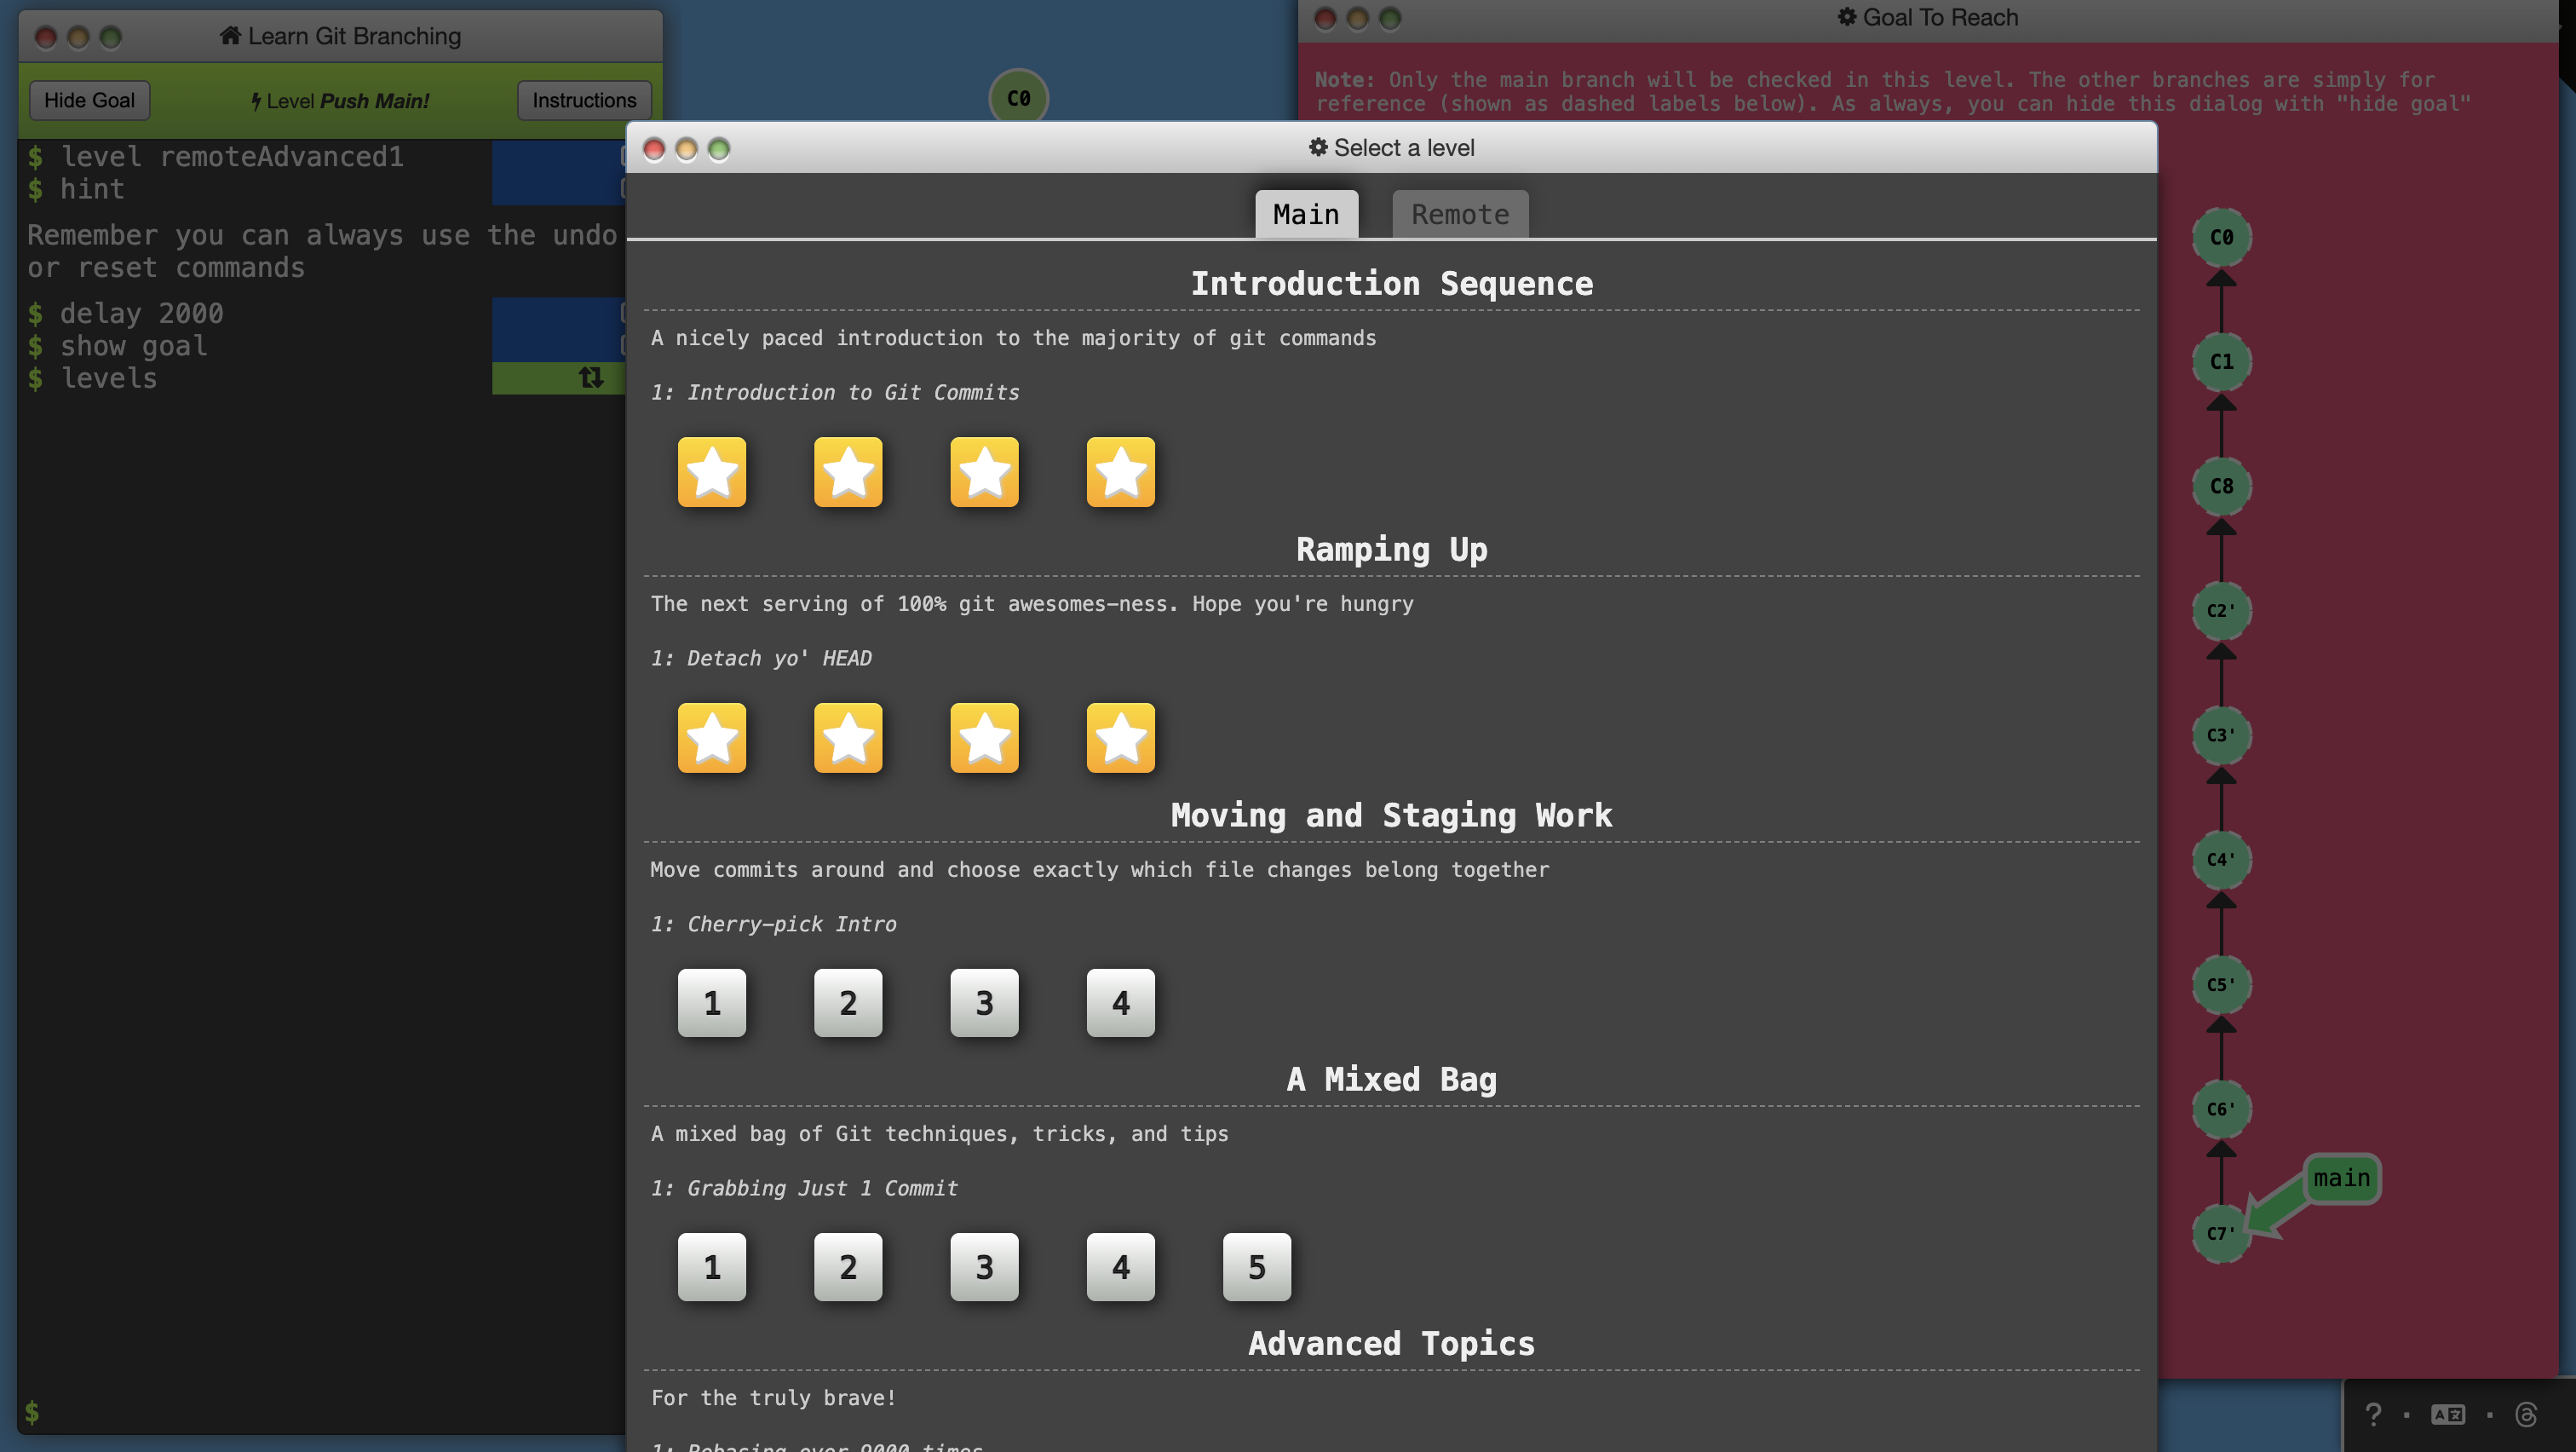 Learn Git Branching
Hide Goal
Level Push Main!
Instructions
$ level remoteAdvanced1
$ hint
Remember you can always use the undo
or reset commands
$ delay 2000
$ show goal
$ levels
$
C0
Select a level
Main
Remote
Introduction Sequence
A nicely paced introduction to the majority of git commands
1: Introduction to Git Commits
Ramping Up
The next serving of 100% git awesomes-ness. Hope you're hungry
1: Detach yo' HEAD
Moving and Staging Work
Move commits around and choose exactly which file changes belong together
1: Cherry-pick Intro
1 2 3 4
A Mixed Bag
A mixed bag of Git techniques, tricks, and tips
1: Grabbing Just 1 Commit
1 2 3 4 5
Advanced Topics
For the truly brave!
1: Rebasing over 9000 times
Goal To Reach
Note: Only the main branch will be checked in this level. The other branches are simply for
reference (shown as dashed labels below). As always, you can hide this dialog with "hide goal"
C0
C1
C8
C2'
C3'
C4'
C5'
C6'
main
C7'
? · A文 ·